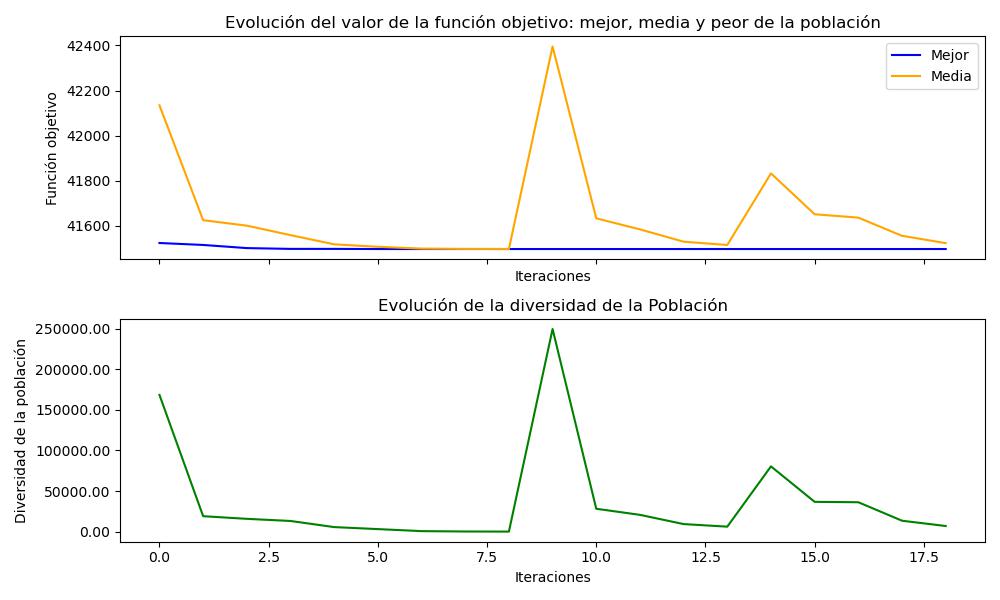 Evolución del valor de la función objetivo: mejor, media y peor de la población
42400
42200
42000
41800
41600
Función objetivo
Mejor
Media
Iteraciones
Evolución de la diversidad de la Población
250000.00
200000.00
150000.00
100000.00
50000.00
0.00
Diversidad de la población
0.0 2.5 5.0 7.5 10.0 12.5 15.0 17.5
Iteraciones